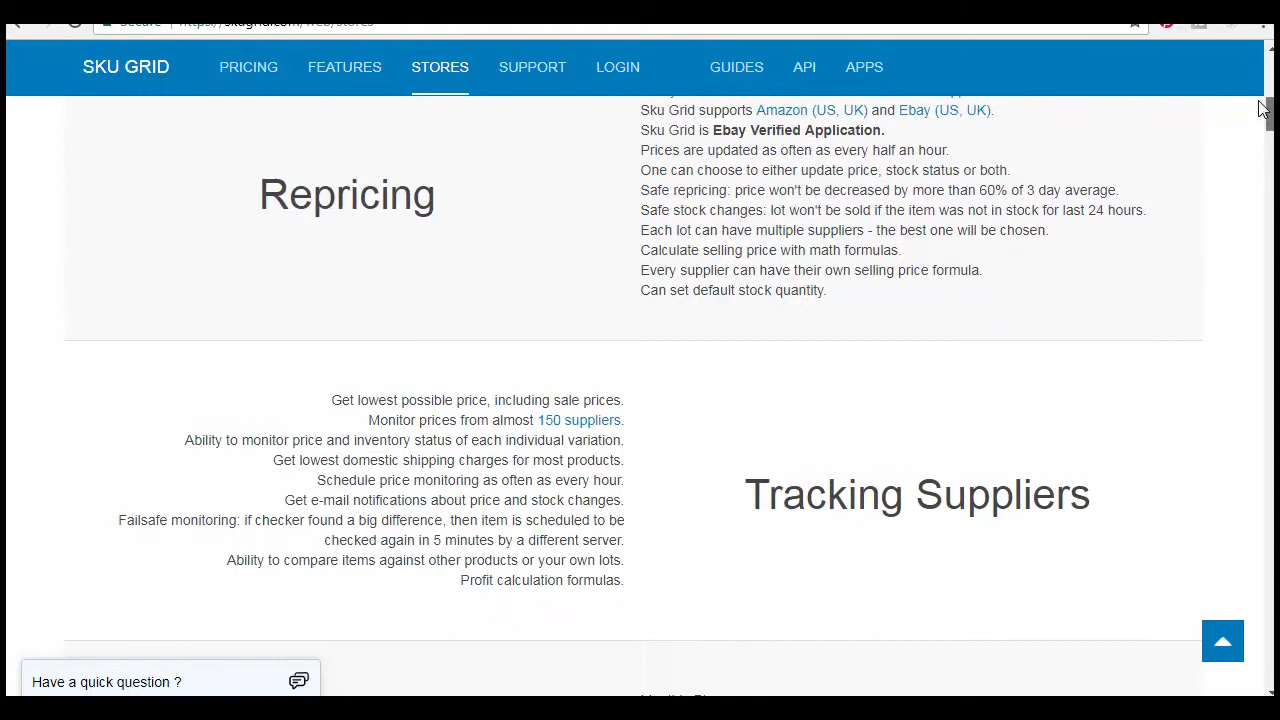 Secure
SKU GRID PRICING FEATURES STORES SUPPORT LOGIN GUIDES API APPS
Sku Grid supports Amazon (US, UK) and Ebay (US, UK).
Sku Grid is Ebay Verified Application.
Prices are updated as often as every half an hour.
One can choose to either update price, stock status or both.
Safe repricing: price won't be decreased by more than 60% of 3 day average.
Safe stock changes: lot won't be sold if the item was not in stock for last 24 hours.
Each lot can have multiple suppliers - the best one will be chosen.
Calculate selling price with math formulas.
Every supplier can have their own selling price formula.
Can set default stock quantity.
Repricing
Get lowest possible price, including sale prices.
Monitor prices from almost 150 suppliers.
Ability to monitor price and inventory status of each individual variation.
Get lowest domestic shipping charges for most products.
Schedule price monitoring as often as every hour.
Get e-mail notifications about price and stock changes.
Failsafe monitoring: if checker found a big difference, then item is scheduled to be
checked again in 5 minutes by a different server.
Ability to compare items against other products or your own lots.
Profit calculation formulas.
Tracking Suppliers
Have a quick question ?